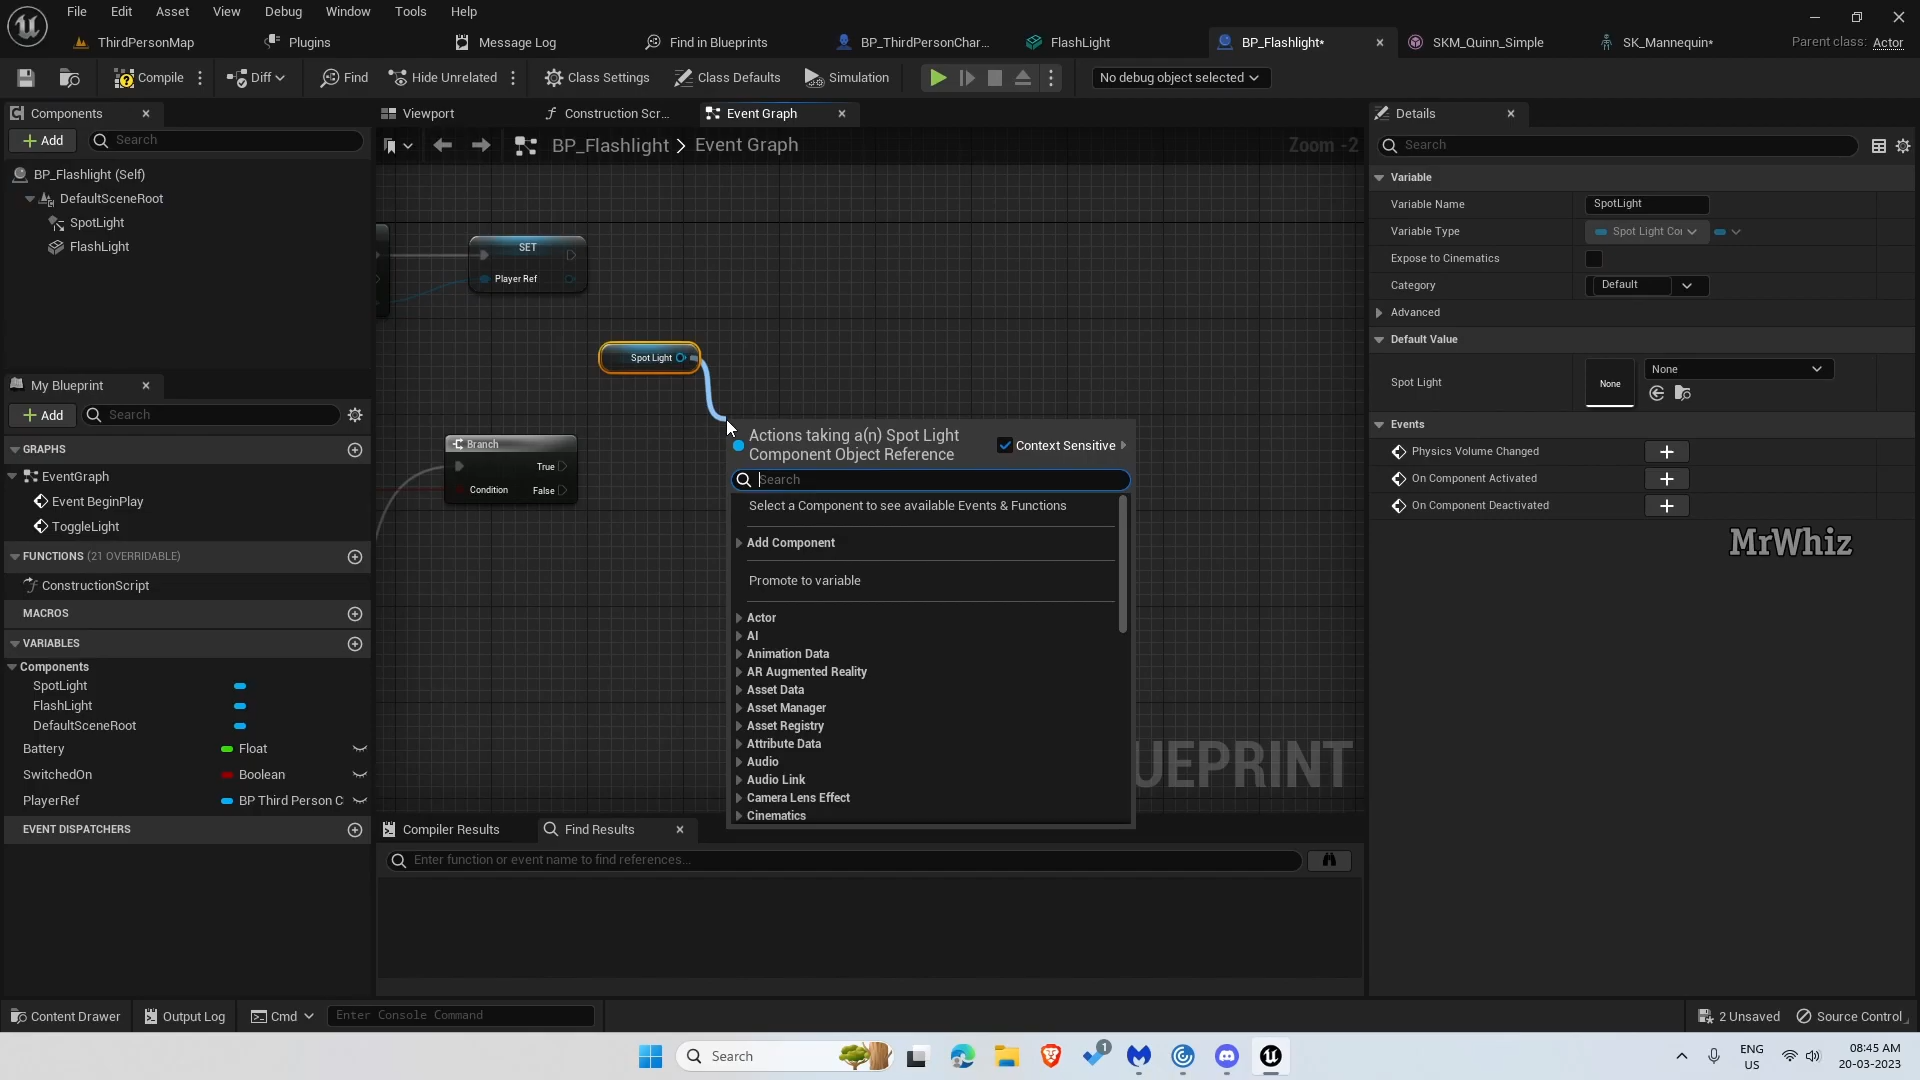 File Edit Asset View Debug Window Tools Help
ThirdPersonMap Plugins Message Log Find in Blueprints BP_ThirdPersonChar... FlashLight BP_Flashlight* SKM_Quinn_Simple SK_Mannequin* Parent class: Actor
Compile Diff Find Hide Unrelated Class Settings Class Defaults Simulation No debug object selected
Components
Add Search
BP_Flashlight (Self)
DefaultSceneRoot
SpotLight
FlashLight
My Blueprint
Add Search
GRAPHS
EventGraph
Event BeginPlay
ToggleLight
FUNCTIONS (21 OVERRIDABLE)
ConstructionScript
MACROS
VARIABLES
Components
SpotLight
FlashLight
DefaultSceneRoot
Battery Float
SwitchedOn Boolean
PlayerRef BP Third Person C
EVENT DISPATCHERS
Viewport Construction Scr... Event Graph
BP_Flashlight > Event Graph Zoom -2
SET
Player Ref
Spot Light
Branch
True
Condition False
Actions taking a(n) Spot Light
Component Object Reference
Context Sensitive
Search
Select a Component to see available Events & Functions
Add Component
Promote to variable
Actor
AI
Animation Data
AR Augmented Reality
Asset Data
Asset Manager
Asset Registry
Attribute Data
Audio
Audio Link
Camera Lens Effect
Cinematics
UEPRINT
Compiler Results Find Results
Enter function or event name to find references...
Details
Search
Variable
Variable Name SpotLight
Variable Type Spot Light Co
Expose to Cinematics
Category Default
Advanced
Default Value
Spot Light None None
Events
Physics Volume Changed
On Component Activated
On Component Deactivated
MrWhiz
Content Drawer Output Log Cmd Enter Console Command 2 Unsaved Source Control
Search 1 ENG
US
08:45 AM
20-03-2023